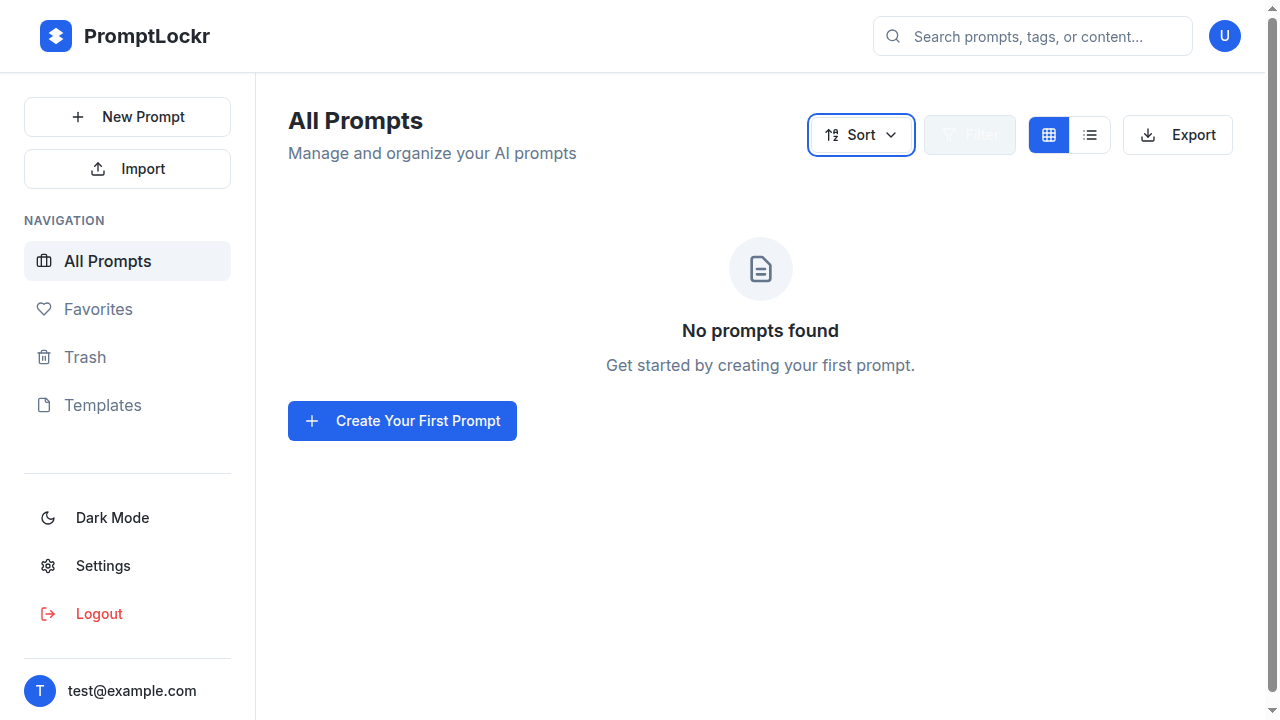 PromptLockr
Search prompts, tags, or content...
U
New Prompt
Import
NAVIGATION
All Prompts
Favorites
Trash
Templates
Dark Mode
Settings
Logout
T
test@example.com
All Prompts
Manage and organize your AI prompts
Sort
Filter
Export
No prompts found
Get started by creating your first prompt.
Create Your First Prompt